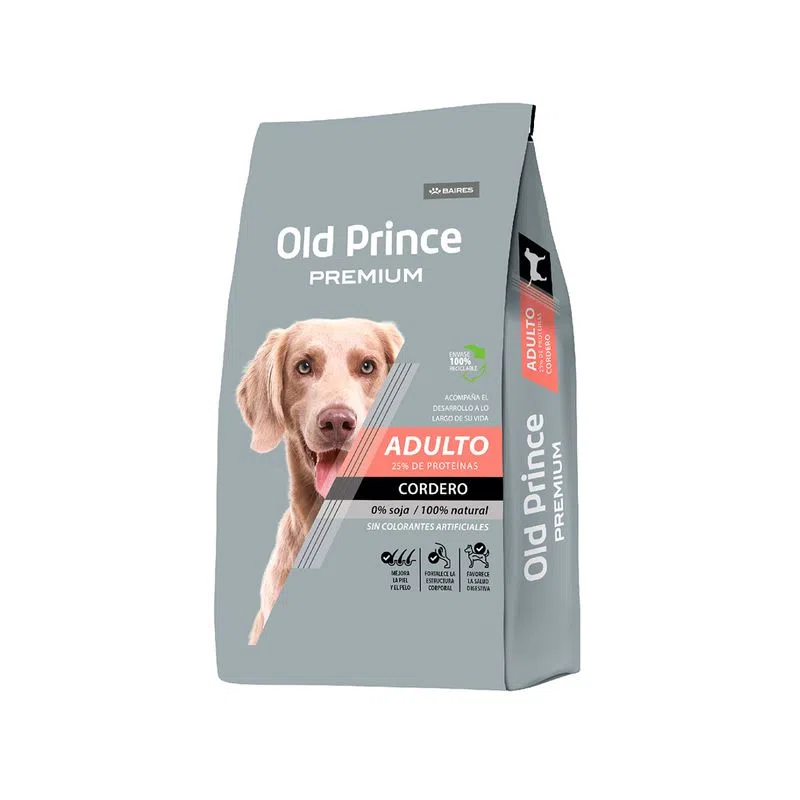 BAIRES
Old Prince
PREMIUM
ENVASE
100%
RECICLABLE
ACOMPAÑA EL
DESARROLLO A LO
LARGO DE SU VIDA
ADULTO
25% DE PROTEÍNAS
CORDERO
0% soja / 100% natural
SIN COLORANTES ARTIFICIALES
MEJORA
LA PIEL
Y EL PELO
FORTALECE LA
ESTRUCTURA
CORPORAL
FAVORECE
LA SALUD
DIGESTIVA
ADULTO
25% DE PROTEÍNAS
CORDERO
Old Prince
PREMIUM